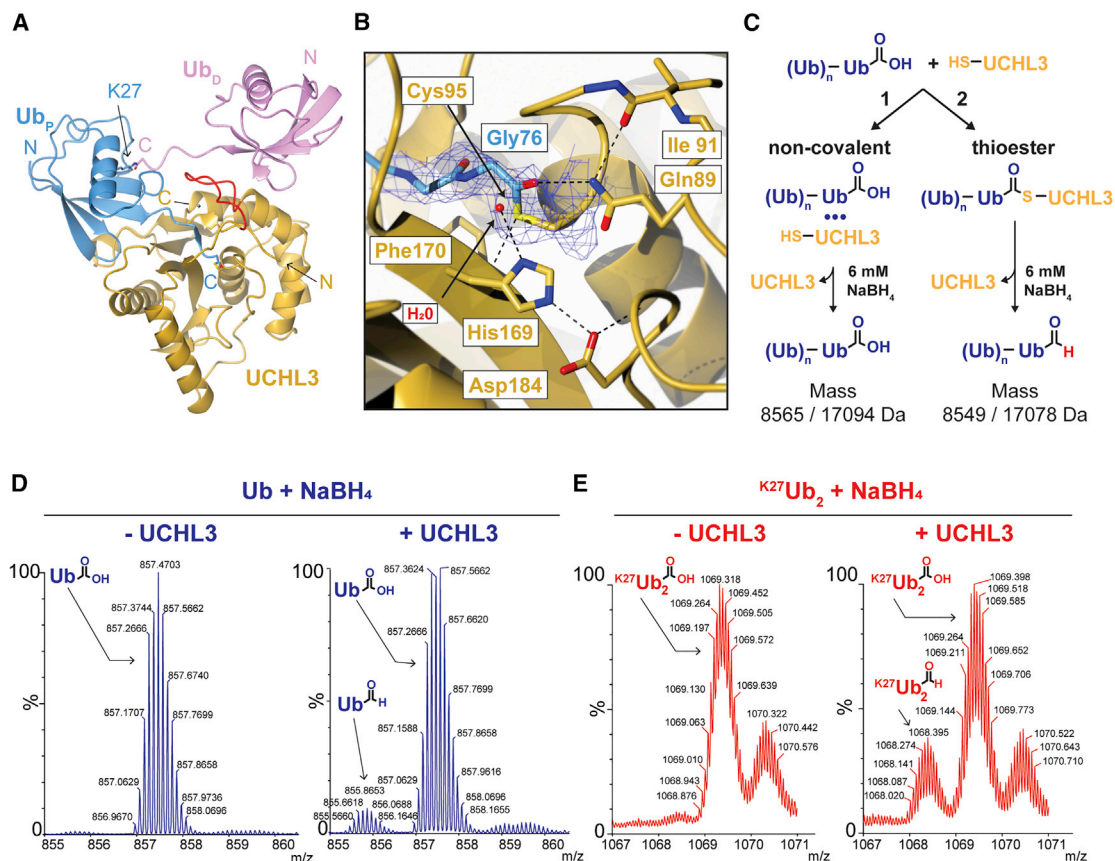 A
Ub_D
N
K27
Ub_P
N
C
C
C
N
UCHL3
B
Cys95
Gly76
Ile 91
Gln89
Phe170
H₂0
His169
Asp184
C
(Ub)n– Ub O OH + HS–UCHL3
1 2
non-covalent thioester
(Ub)n– Ub O OH
(Ub)n– Ub O S–UCHL3
HS–UCHL3
UCHL3 6 mM NaBH₄
UCHL3 6 mM NaBH₄
(Ub)n– Ub O OH
(Ub)n– Ub O H
Mass
8565 / 17094 Da
Mass
8549 / 17078 Da
D
Ub + NaBH₄
- UCHL3
Ub O OH
100
%
0
857.4703
857.3744
857.5662
857.2666
857.6740
857.1707
857.7699
857.8658
857.0629
857.9736
856.9670
858.0696
855 856 857 858 859 860
m/z
+ UCHL3
Ub O OH
Ub O H
100
%
0
857.3624
857.5662
857.2666
857.6620
857.7699
857.1588
857.8658
857.0629
857.9616
855.8653
855.6618
856.0688
858.0696
855.5660
856.1646
858.1655
855 856 857 858 859 860
m/z
E
K27Ub₂ + NaBH₄
- UCHL3
K27Ub₂ O OH
100
%
0
1069.318
1069.452
1069.264
1069.505
1069.197
1069.572
1069.130
1069.639
1069.063
1070.322
1070.442
1069.010
1070.576
1068.943
1068.876
1067 1068 1069 1070 1071
m/z
+ UCHL3
K27Ub₂ O OH
K27Ub₂ O H
100
%
0
1069.398
1069.518
1069.585
1069.264
1069.211
1069.652
1069.706
1069.144
1069.773
1068.395
1068.274
1068.141
1068.087
1068.020
1070.522
1070.643
1070.710
1067 1068 1069 1070 1071
m/z